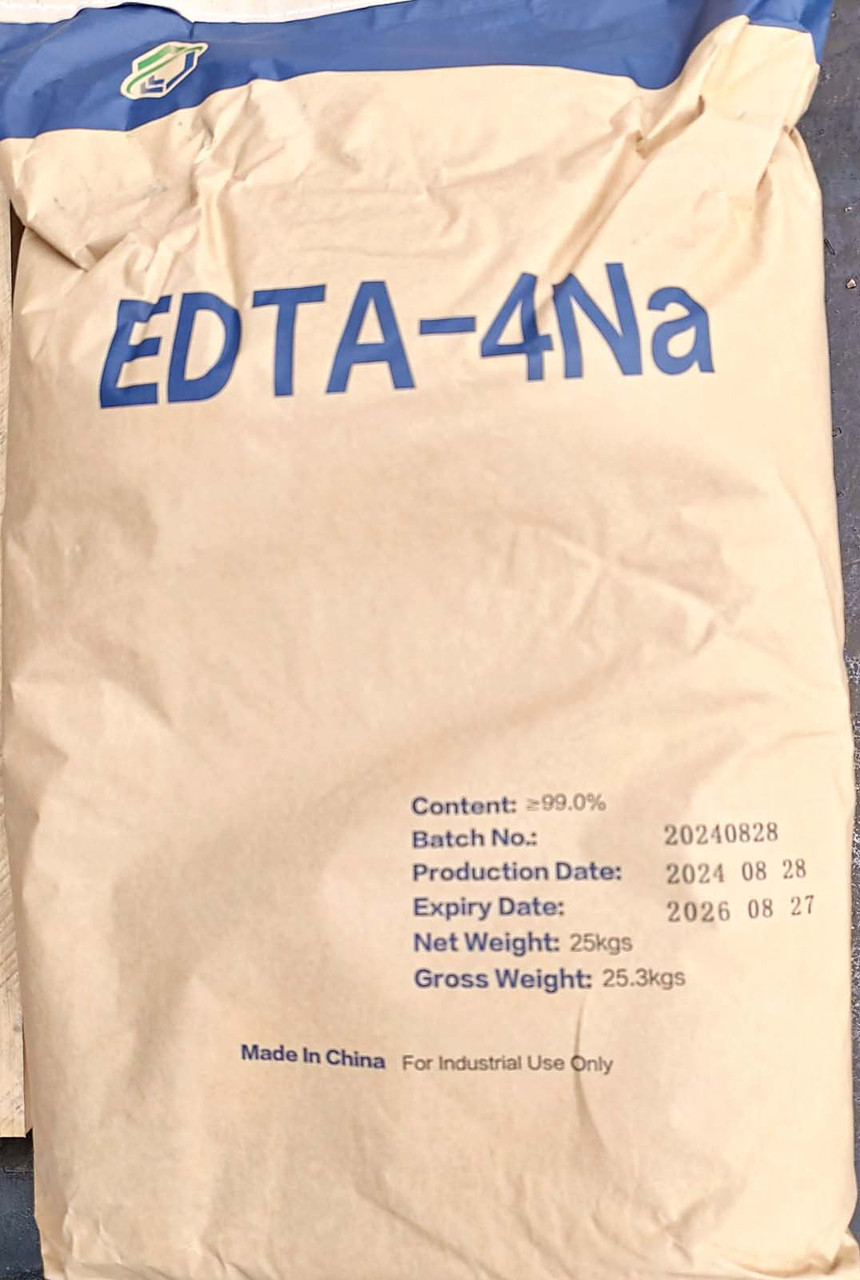 EDTA-4Na
Content: ≥99.0%
Batch No.: 20240828
Production Date: 2024 08 28
Expiry Date: 2026 08 27
Net Weight: 25kgs
Gross Weight: 25.3kgs
Made In China For Industrial Use Only